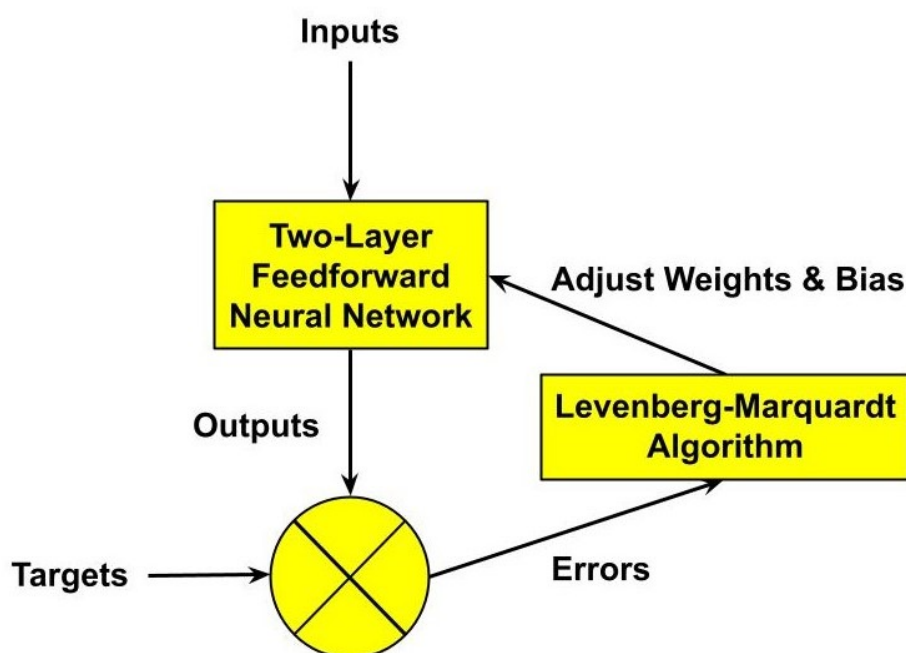 Inputs
Two-Layer
Feedforward
Neural Network
Adjust Weights & Bias
Outputs
Levenberg-Marquardt
Algorithm
Targets
Errors